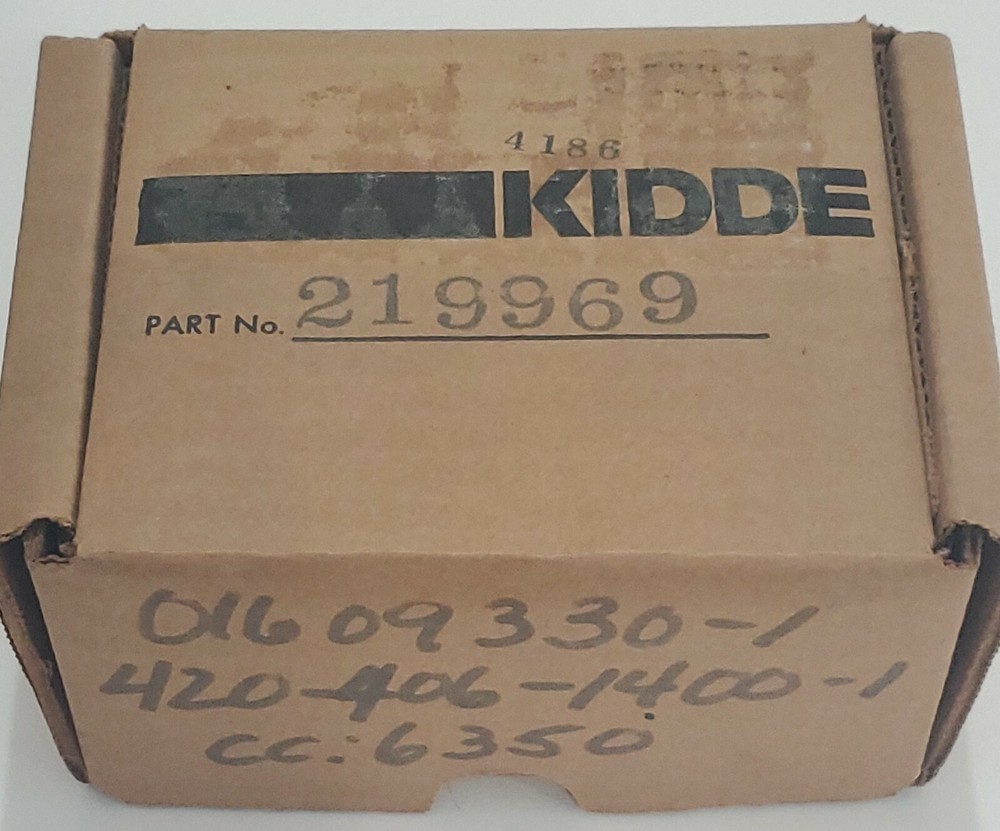 4186
KIDDE
PART No. 219969
01609330-1
420-406-1400-1
CC: 6350